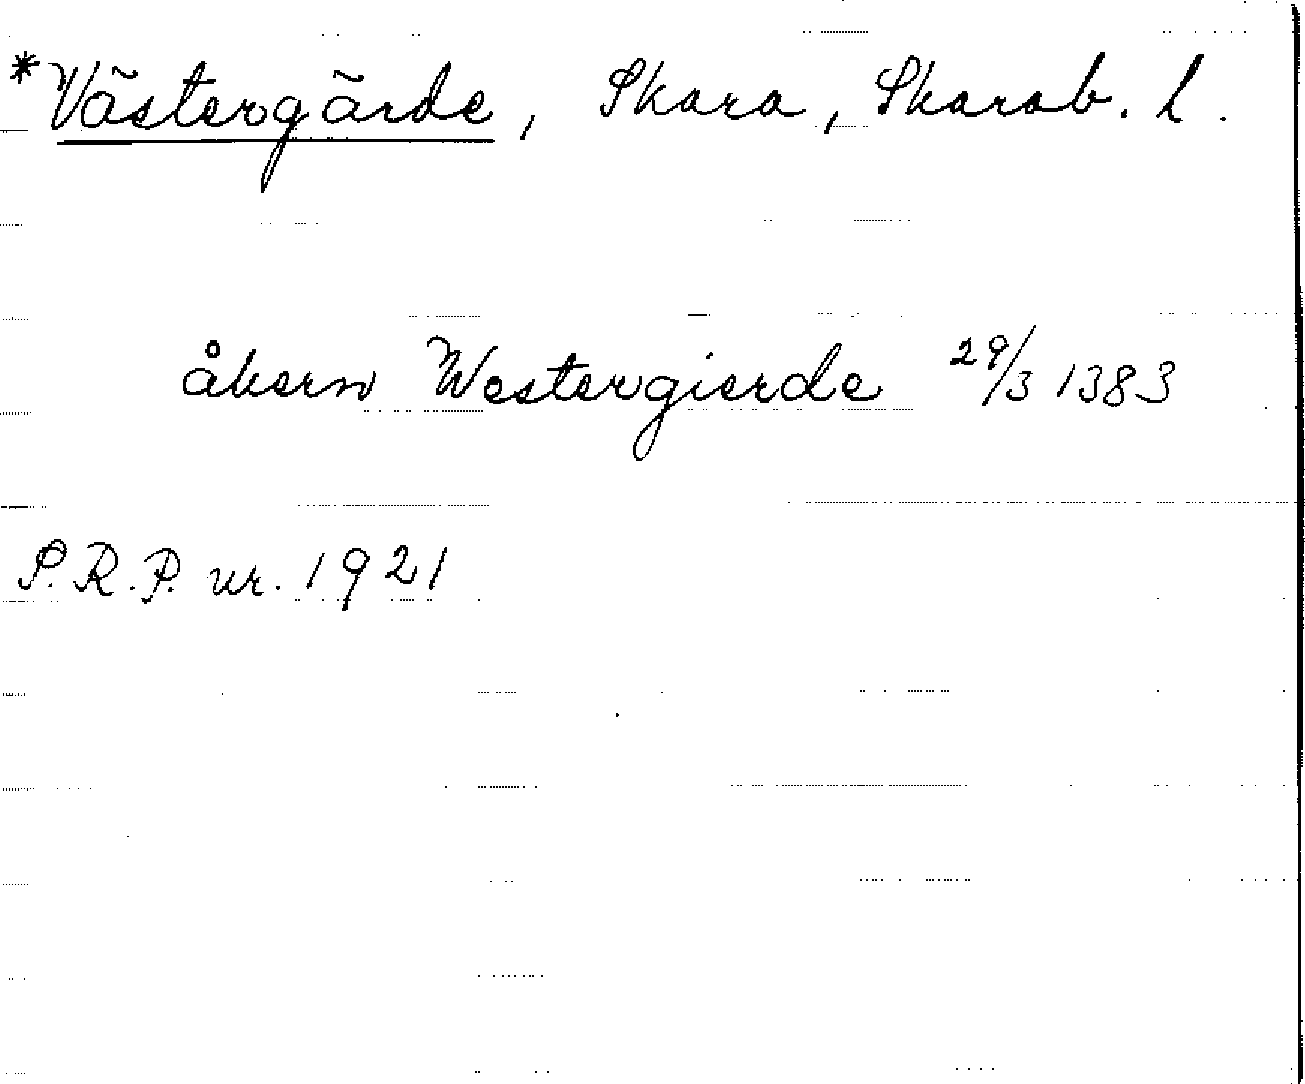 *Västergärde, Skara, Skarab. l.
åkern Westergierde 29/3 1383
S.R.P. nr. 1921